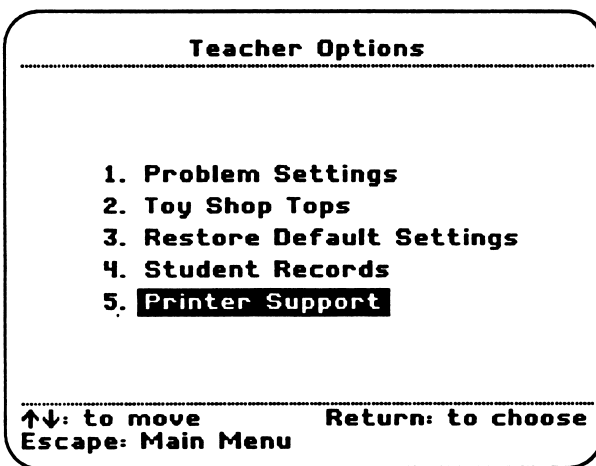 Teacher Options
1. Problem Settings
2. Toy Shop Tops
3. Restore Default Settings
4. Student Records
5. Printer Support
↑↓: to move Return: to choose
Escape: Main Menu